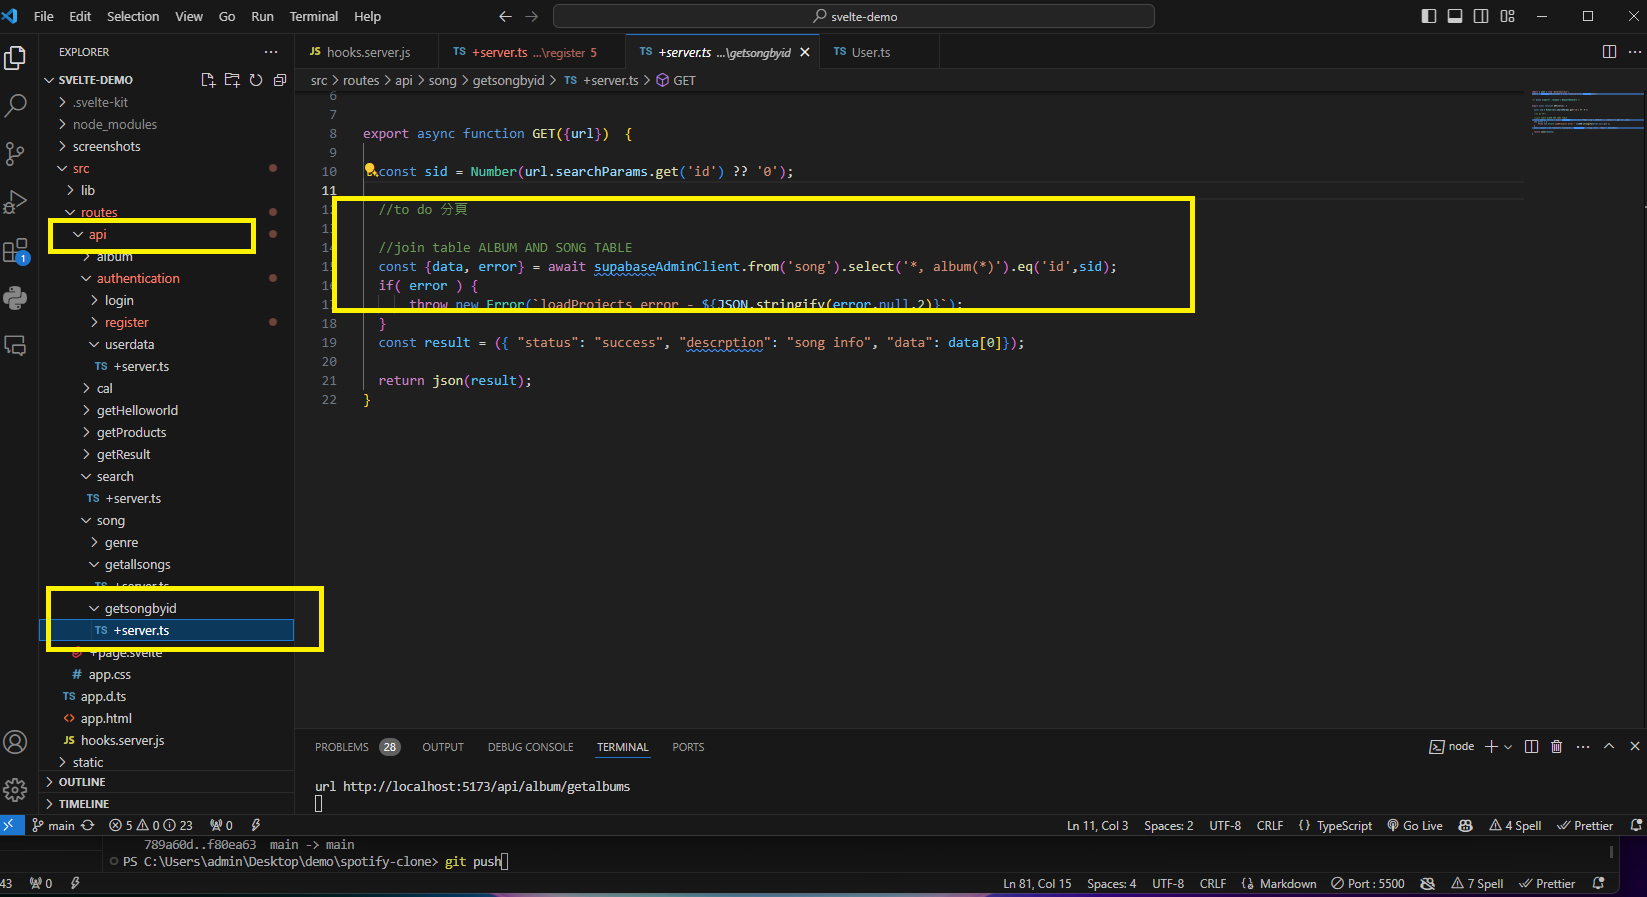 File Edit Selection View Go Run Terminal Help
svelte-demo
EXPLORER
JS hooks.server.js
TS +server.ts ...\register 5
TS +server.ts ...\getsongbyid
TS User.ts
SVELTE-DEMO
src > routes > api > song > getsongbyid > TS +server.ts > GET
.svelte-kit
node_modules
screenshots
src
lib
routes
api
album
authentication
login
register
userdata
TS +server.ts
cal
getHelloworld
getProducts
getResult
search
TS +server.ts
song
genre
getallsongs
TS +server.ts
getsongbyid
TS +server.ts
+page.svelte
# app.css
TS app.d.ts
<> app.html
JS hooks.server.js
static
OUTLINE
TIMELINE
1
6
7
8 export async function GET({url}) {
9
10 const sid = Number(url.searchParams.get('id') ?? '0');
11
12 //to do 分頁
13
14 //join table ALBUM AND SONG TABLE
15 const {data, error} = await supabaseAdminClient.from('song').select('*, album(*)').eq('id',sid);
16 if( error ) {
17 throw new Error(`loadProjects error - ${JSON.stringify(error,null,2)}`);
18 }
19 const result = ({ "status": "success", "descrption": "song info", "data": data[0]});
20
21 return json(result);
22 }
PROBLEMS 28 OUTPUT DEBUG CONSOLE TERMINAL PORTS
node
url http://localhost:5173/api/album/getalbums
main 5 0 23 0
Ln 11, Col 3 Spaces: 2 UTF-8 CRLF {} TypeScript Go Live 4 Spell Prettier
789a60d..f80ea63 main -> main
PS C:\Users\admin\Desktop\demo\spotify-clone> git push
43 0
Ln 81, Col 15 Spaces: 4 UTF-8 CRLF Markdown Port : 5500 7 Spell Prettier